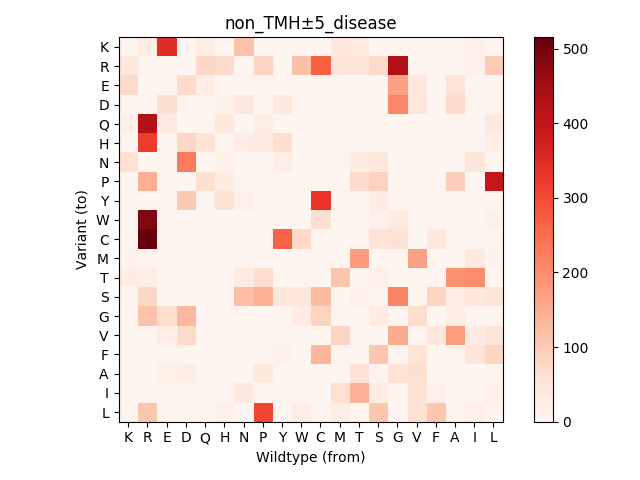 non_TMH±5_disease
K
R
E
D
Q
H
N
P
Y
W
C
M
T
S
G
V
F
A
I
L
Variant (to)
K R E D Q H N P Y W C M T S G V F A I L
Wildtype (from)
500
400
300
200
100
0